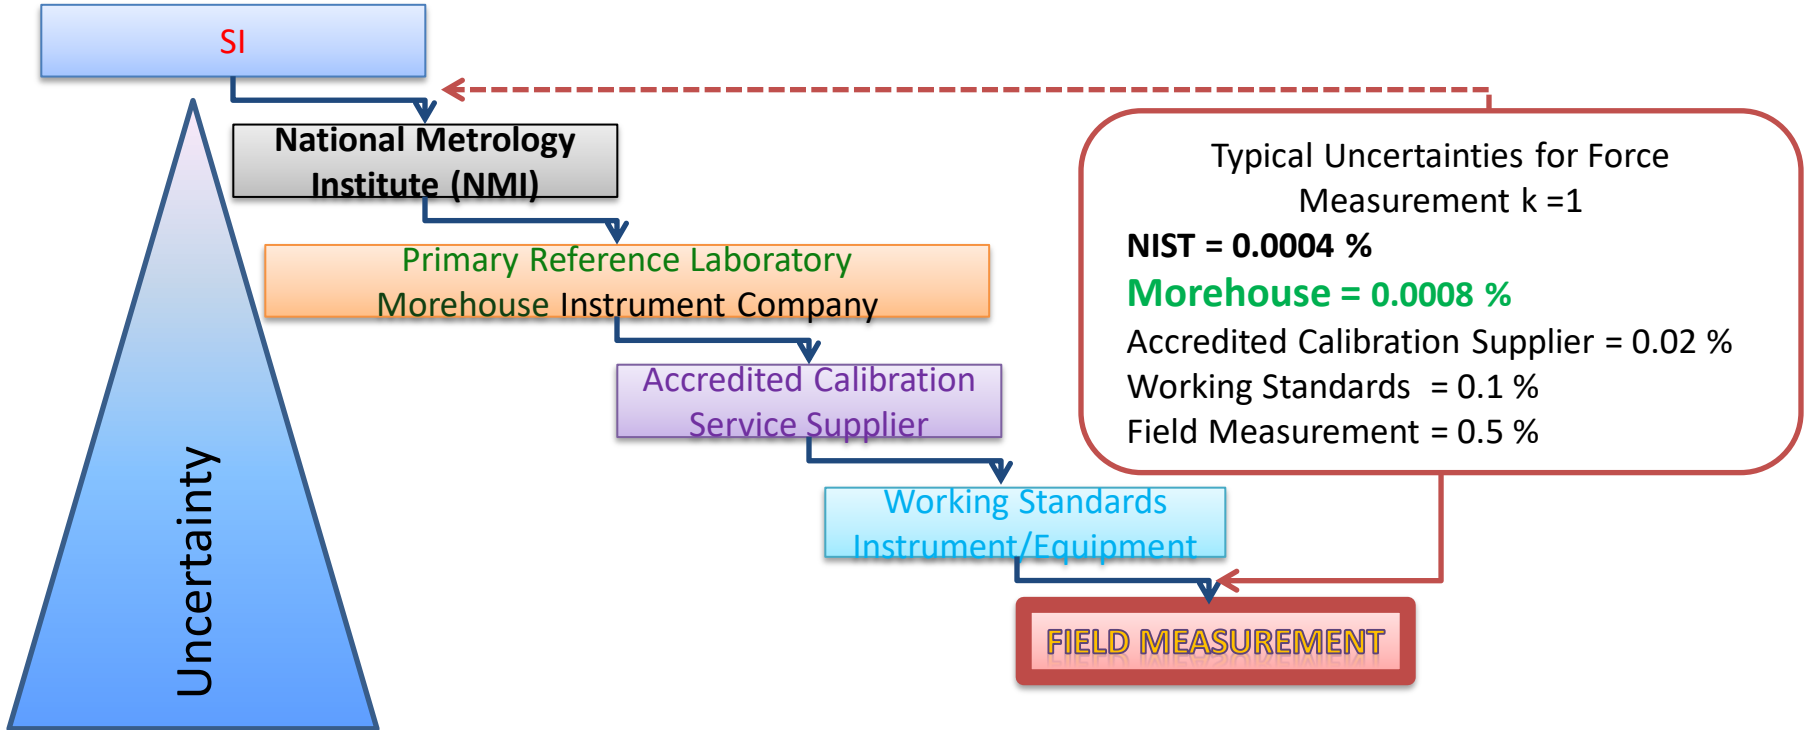 SI
National Metrology
Institute (NMI)
Primary Reference Laboratory
Morehouse Instrument Company
Accredited Calibration
Service Supplier
Working Standards
Instrument/Equipment
FIELD MEASUREMENT
Uncertainty
Typical Uncertainties for Force
Measurement k =1
NIST = 0.0004 %
Morehouse = 0.0008 %
Accredited Calibration Supplier = 0.02 %
Working Standards  = 0.1 %
Field Measurement = 0.5 %